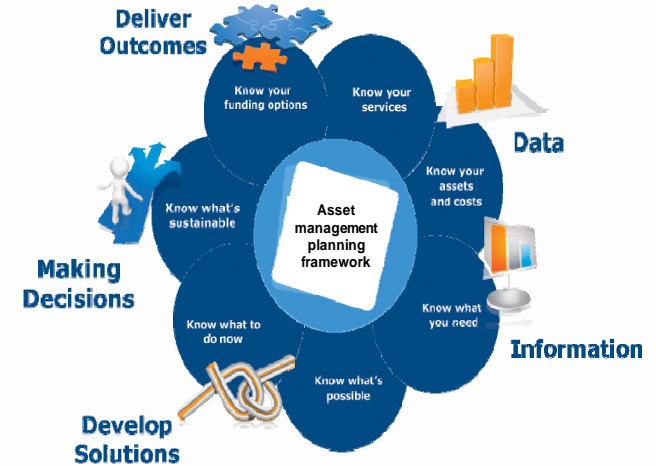 Deliver
Outcomes
Know your
funding options
Know your
services
Data
Know your
assets
and costs
Know what's
sustainable
Asset
management
planning
framework
Making
Decisions
Know what
you need
Know what to
do now
Information
Know what's
possible
Develop
Solutions